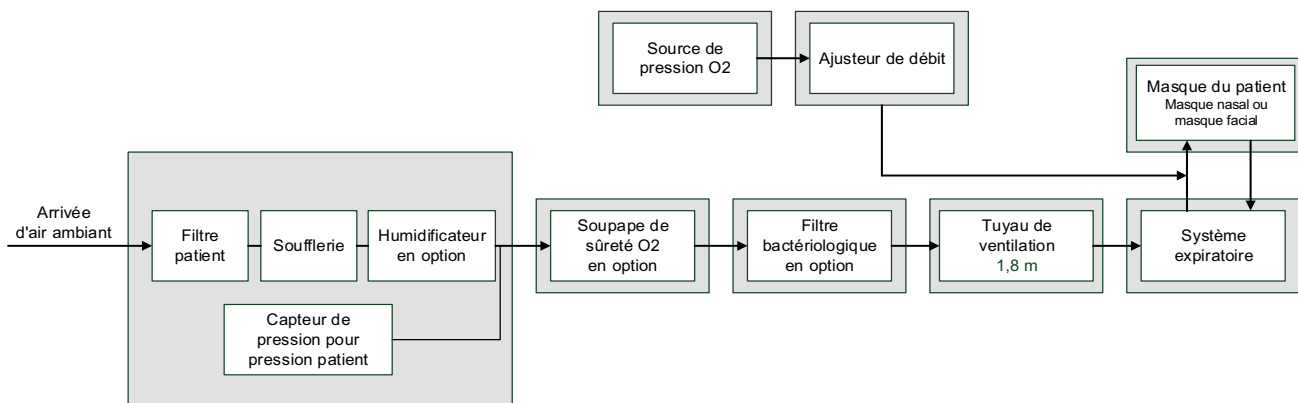 Source de
pression O2
Ajusteur de débit
Masque du patient
Masque nasal ou
masque facial
Arrivée
d'air ambiant
Filtre
patient
Soufflerie
Humidificateur
en option
Soupape de
sûreté O2
en option
Filtre
bactériologique
en option
Tuyau de
ventilation
1,8 m
Système
expiratoire
Capteur de
pression pour
pression patient